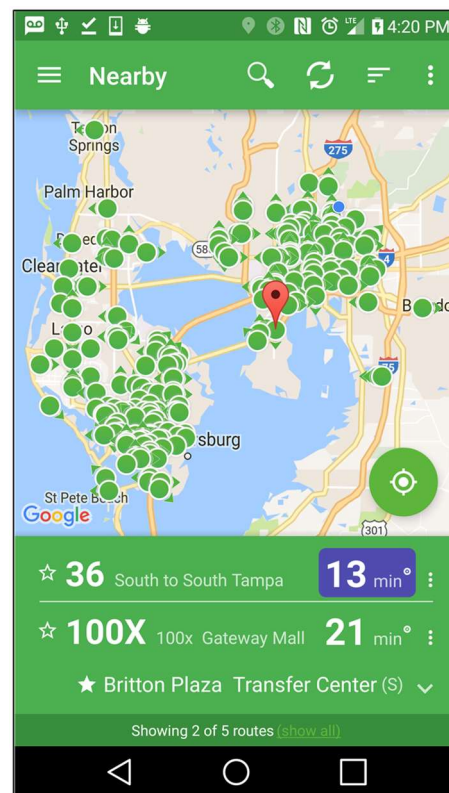 LTE 4:20 PM
Nearby
Springs
275
Palm Harbor
58
4
75
sburg
St Pete Beach
Google
301
36 South to South Tampa 13 min
100X 100x Gateway Mall 21 min
Britton Plaza Transfer Center (S)
Showing 2 of 5 routes (show all)